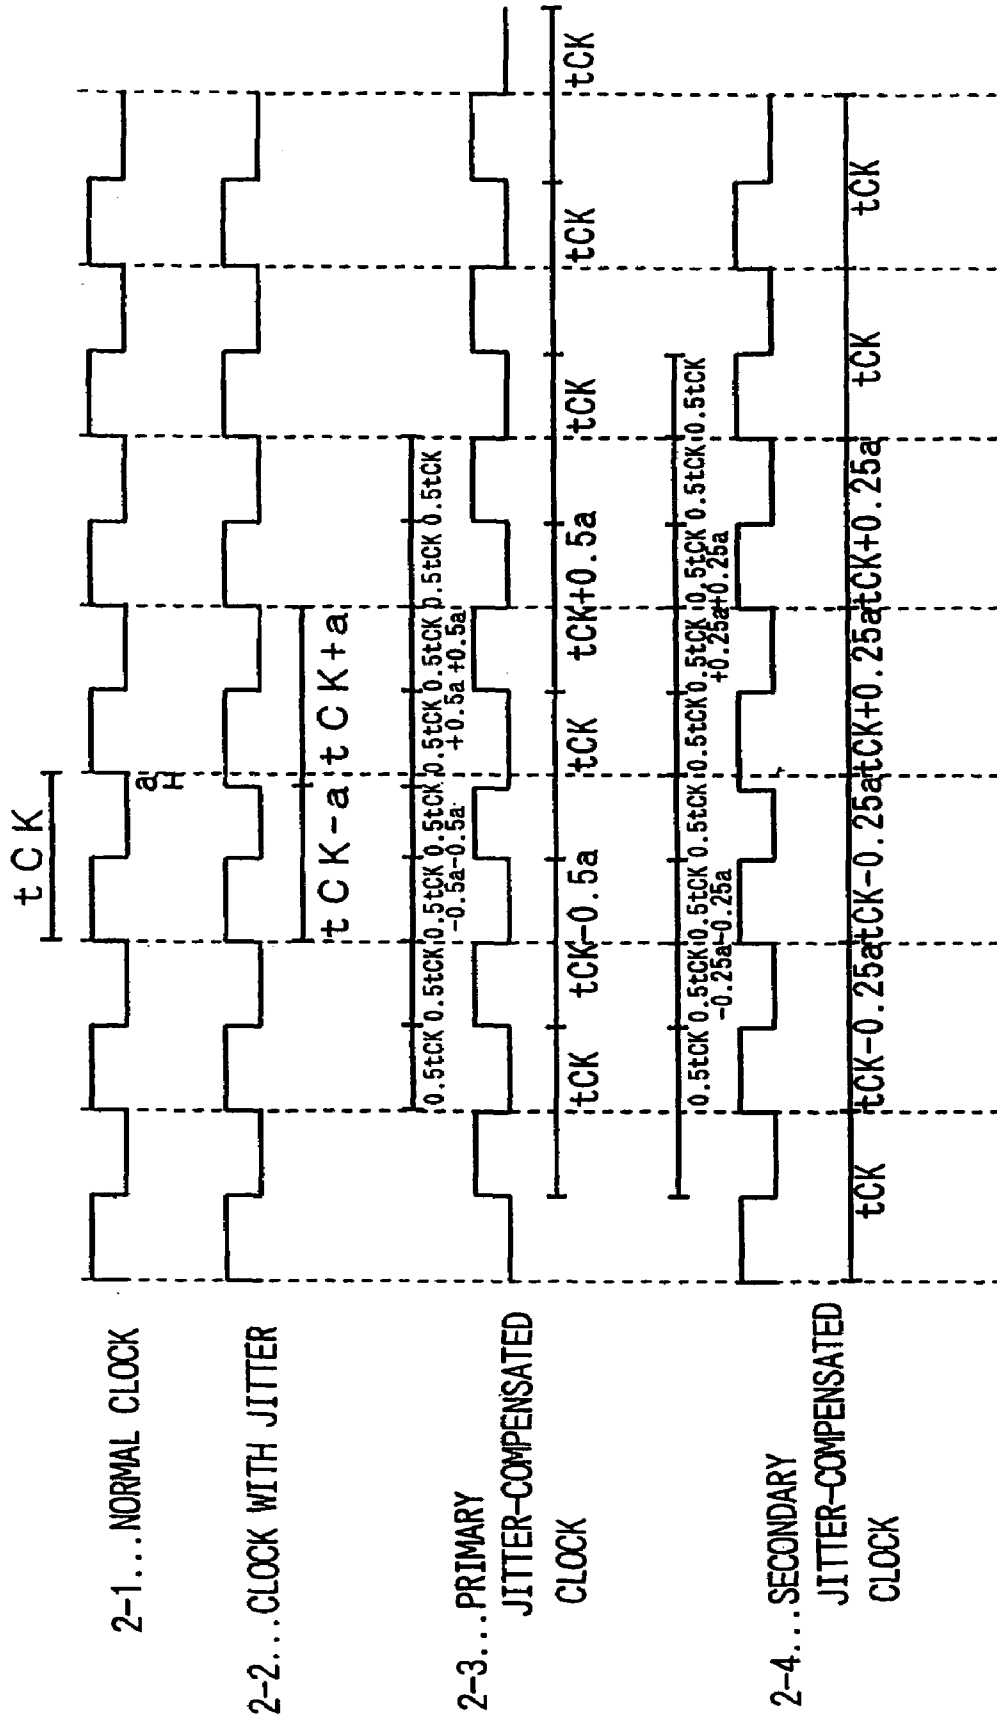 tCK
2-1...NORMAL CLOCK
a
2-2...CLOCK WITH JITTER
tCK-a tCK+a
0.5tCK 0.5tCK 0.5tCK 0.5tCK 0.5tCK 0.5tCK 0.5tCK 0.5tCK
-0.5a -0.5a +0.5a +0.5a
2-3...PRIMARY
JITTER-COMPENSATED
CLOCK
tCK tCK-0.5a tCK tCK+0.5a tCK tCK tCK
0.5tCK 0.5tCK 0.5tCK 0.5tCK 0.5tCK 0.5tCK 0.5tCK 0.5tCK 0.5tCK
-0.25a -0.25a +0.25a +0.25a
2-4...SECONDARY
JITTER-COMPENSATED
CLOCK
tCK tCK-0.25a tCK-0.25a tCK+0.25a tCK+0.25a tCK tCK